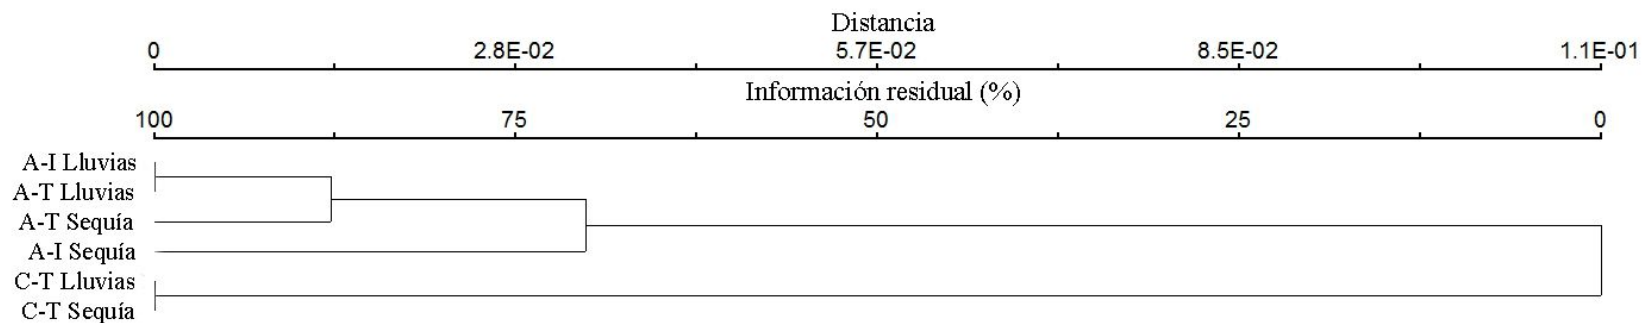 Distancia
0 2.8E-02 5.7E-02 8.5E-02 1.1E-01
Información residual (%)
100 75 50 25 0
A-I Lluvias
A-T Lluvias
A-T Sequía
A-I Sequía
C-T Lluvias
C-T Sequía